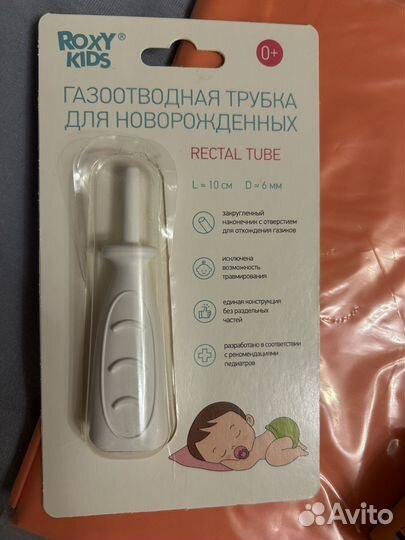 ROXY®
KIDS
0+
ГАЗООТВОДНАЯ ТРУБКА
ДЛЯ НОВОРОЖДЕННЫХ
RECTAL TUBE
L ≈ 10 см D ≈ 6 мм
закругленный
наконечник с отверстием
для отхождения газиков
исключена
возможность
травмирования
единая конструкция
без раздельных
частей
разработано в соответствии
с рекомендациями
педиатров
Avito